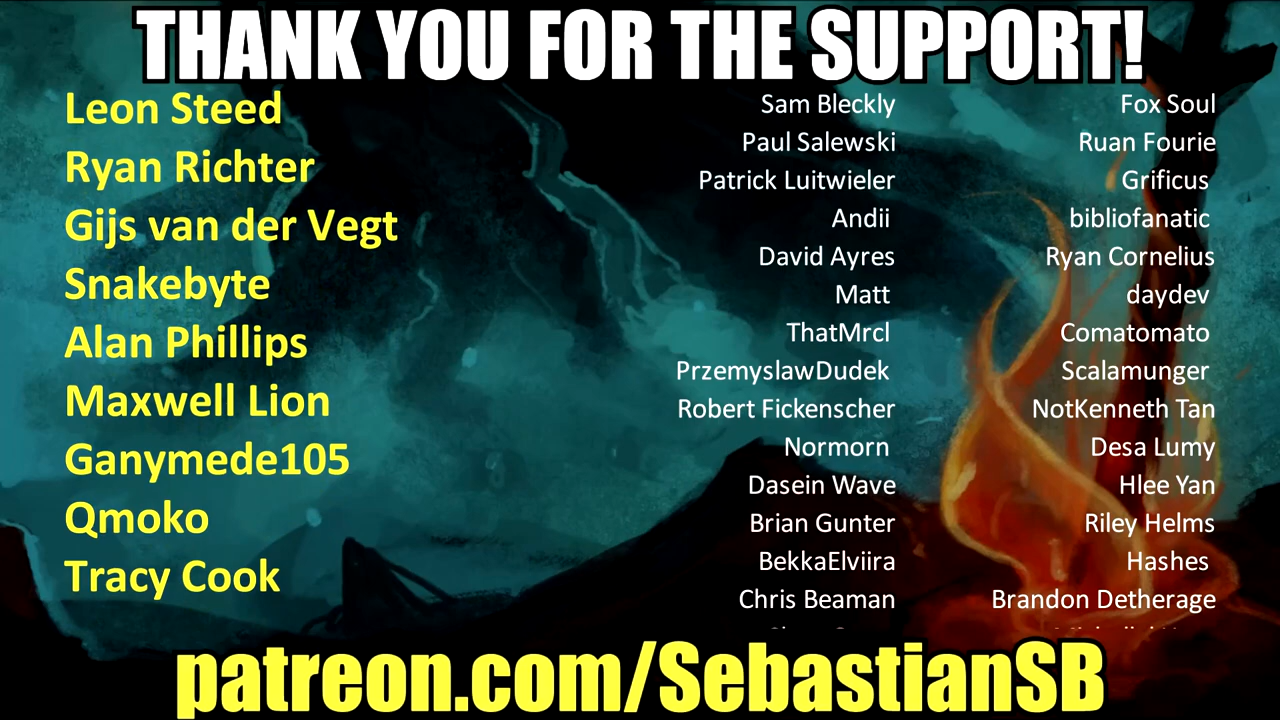 THANK YOU FOR THE SUPPORT!
Leon Steed
Ryan Richter
Gijs van der Vegt
Snakebyte
Alan Phillips
Maxwell Lion
Ganymede105
Qmoko
Tracy Cook
Sam Bleckly
Paul Salewski
Patrick Luitwieler
Andii
David Ayres
Matt
ThatMrcl
PrzemyslawDudek
Robert Fickenscher
Normorn
Dasein Wave
Brian Gunter
BekkaElviira
Chris Beaman
Fox Soul
Ruan Fourie
Grificus
bibliofanatic
Ryan Cornelius
daydev
Comatomato
Scalamunger
NotKenneth Tan
Desa Lumy
Hlee Yan
Riley Helms
Hashes
Brandon Detherage
patreon.com/SebastianSB